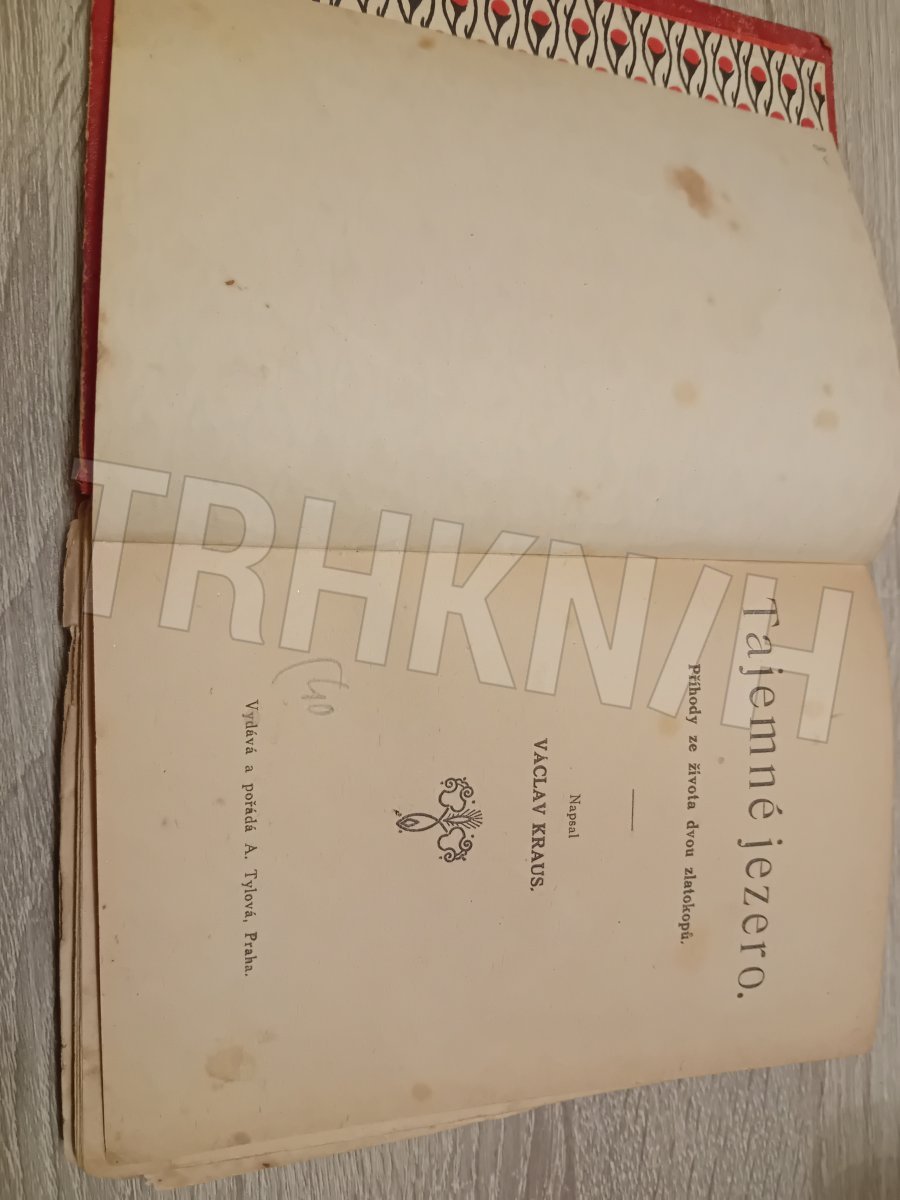 Tajemné jezero.
Příhody ze života dvou zlatokopů.
Napsal
VÁCLAV KRAUS.
Vydává a pořádá A. Tylová, Praha.
TRHKNIH